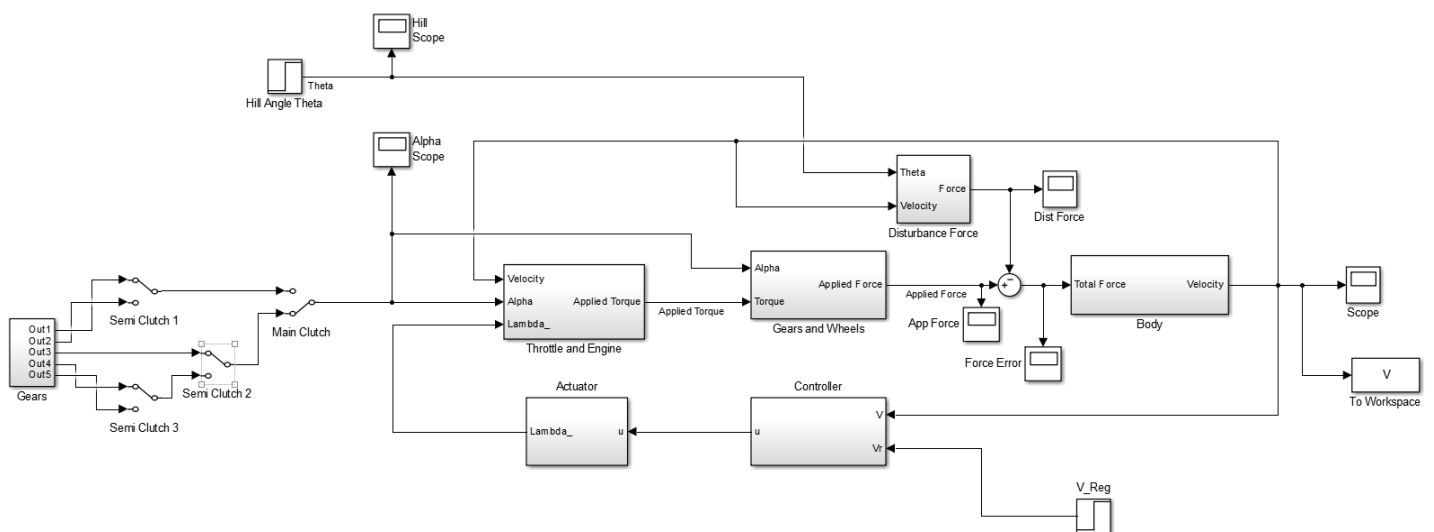 Hill
Scope
Theta
Hill Angle Theta
Alpha
Scope
Theta
Force
Velocity
Disturbance Force
Dist Force
Velocity
Alpha
Applied Torque
Lambda_
Throttle and Engine
Applied Torque
Alpha
Applied Force
Torque
Gears and Wheels
Applied Force
App Force
Force Error
Total Force
Velocity
Body
Scope
V
To Workspace
Semi Clutch 1
Main Clutch
Out1
Out2
Out3
Out4
Out5
Gears
Semi Clutch 2
Semi Clutch 3
Actuator
Lambda_
u
Controller
u
V
Vr
V_Reg